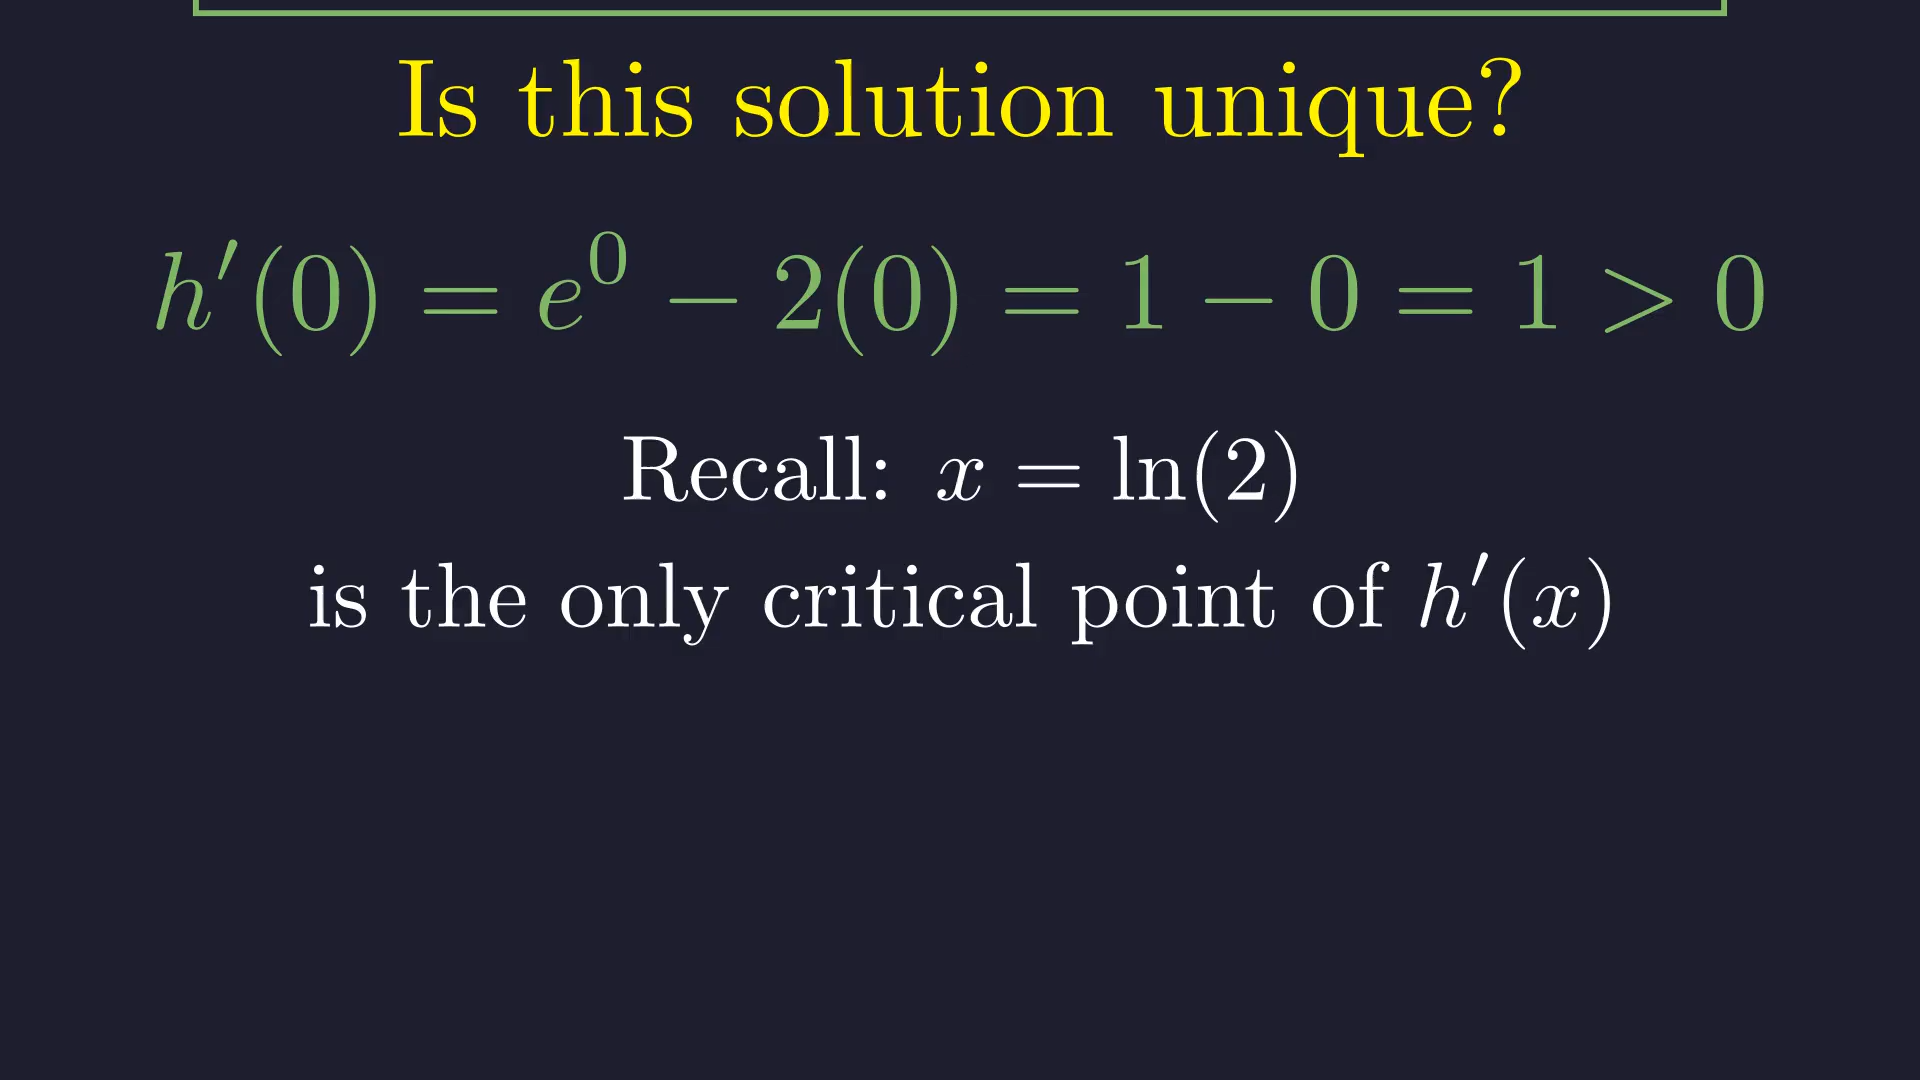 Is this solution unique?
h′(0) = e⁰ − 2(0) = 1 − 0 = 1 > 0
Recall: x = ln(2)
is the only critical point of h′(x)